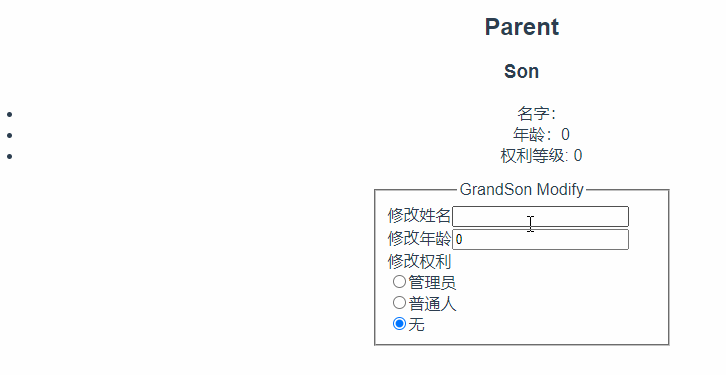 Parent
Son
名字：
年龄：0
权利等级: 0
GrandSon Modify
修改姓名
修改年龄 0
修改权利
管理员
普通人
无